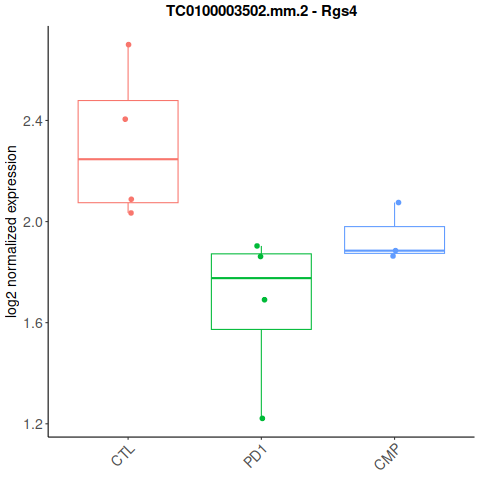 TC0100003502.mm.2 - Rgs4
log2 normalized expression
2.4
2.0
1.6
1.2
CTL
PD1
CMP